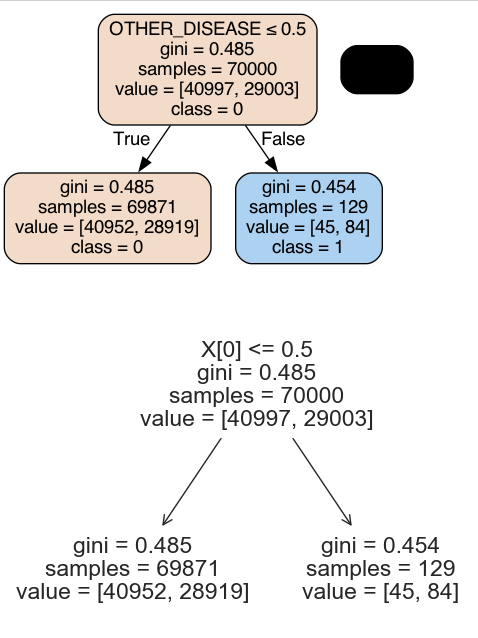 OTHER_DISEASE ≤ 0.5
gini = 0.485
samples = 70000
value = [40997, 29003]
class = 0
True
False
gini = 0.485
samples = 69871
value = [40952, 28919]
class = 0
gini = 0.454
samples = 129
value = [45, 84]
class = 1
X[0] <= 0.5
gini = 0.485
samples = 70000
value = [40997, 29003]
gini = 0.485
samples = 69871
value = [40952, 28919]
gini = 0.454
samples = 129
value = [45, 84]